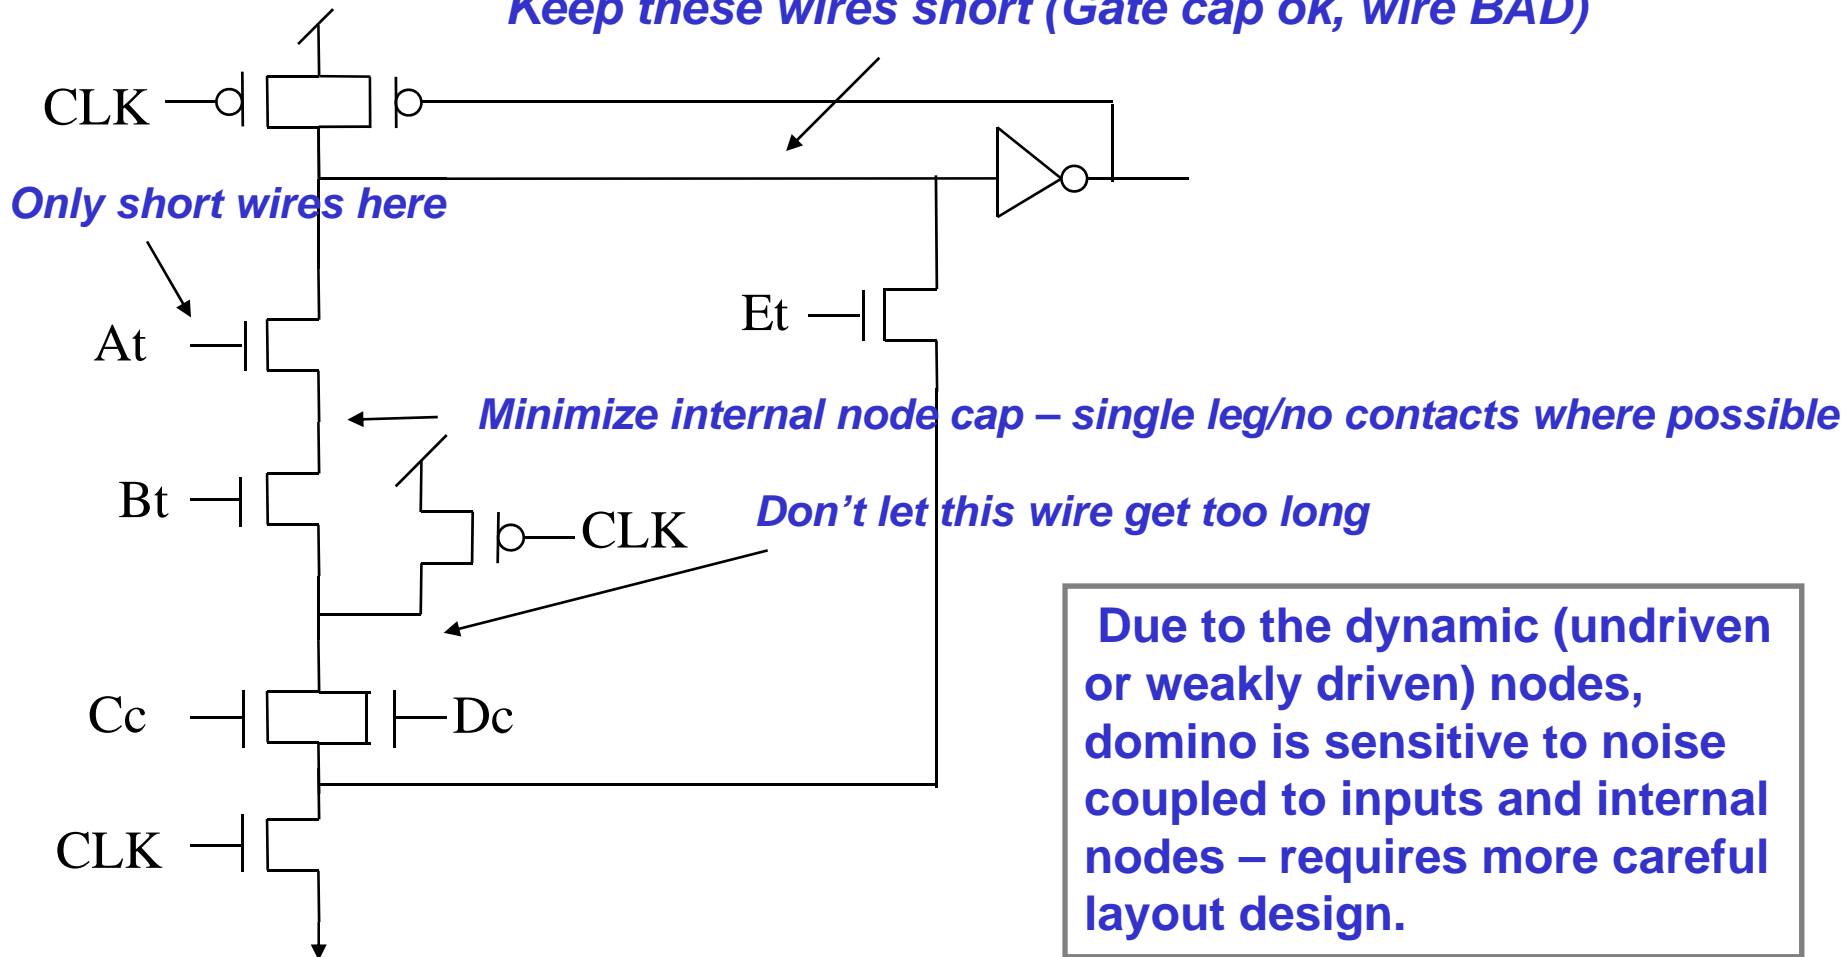 Keep these wires short (Gate cap ok, wire BAD)
CLK
Only short wires here
Et
At
Minimize internal node cap – single leg/no contacts where possible
Bt
Don’t let this wire get too long
CLK
Due to the dynamic (undriven
or weakly driven) nodes,
domino is sensitive to noise
coupled to inputs and internal
nodes – requires more careful
layout design.
Cc
Dc
CLK